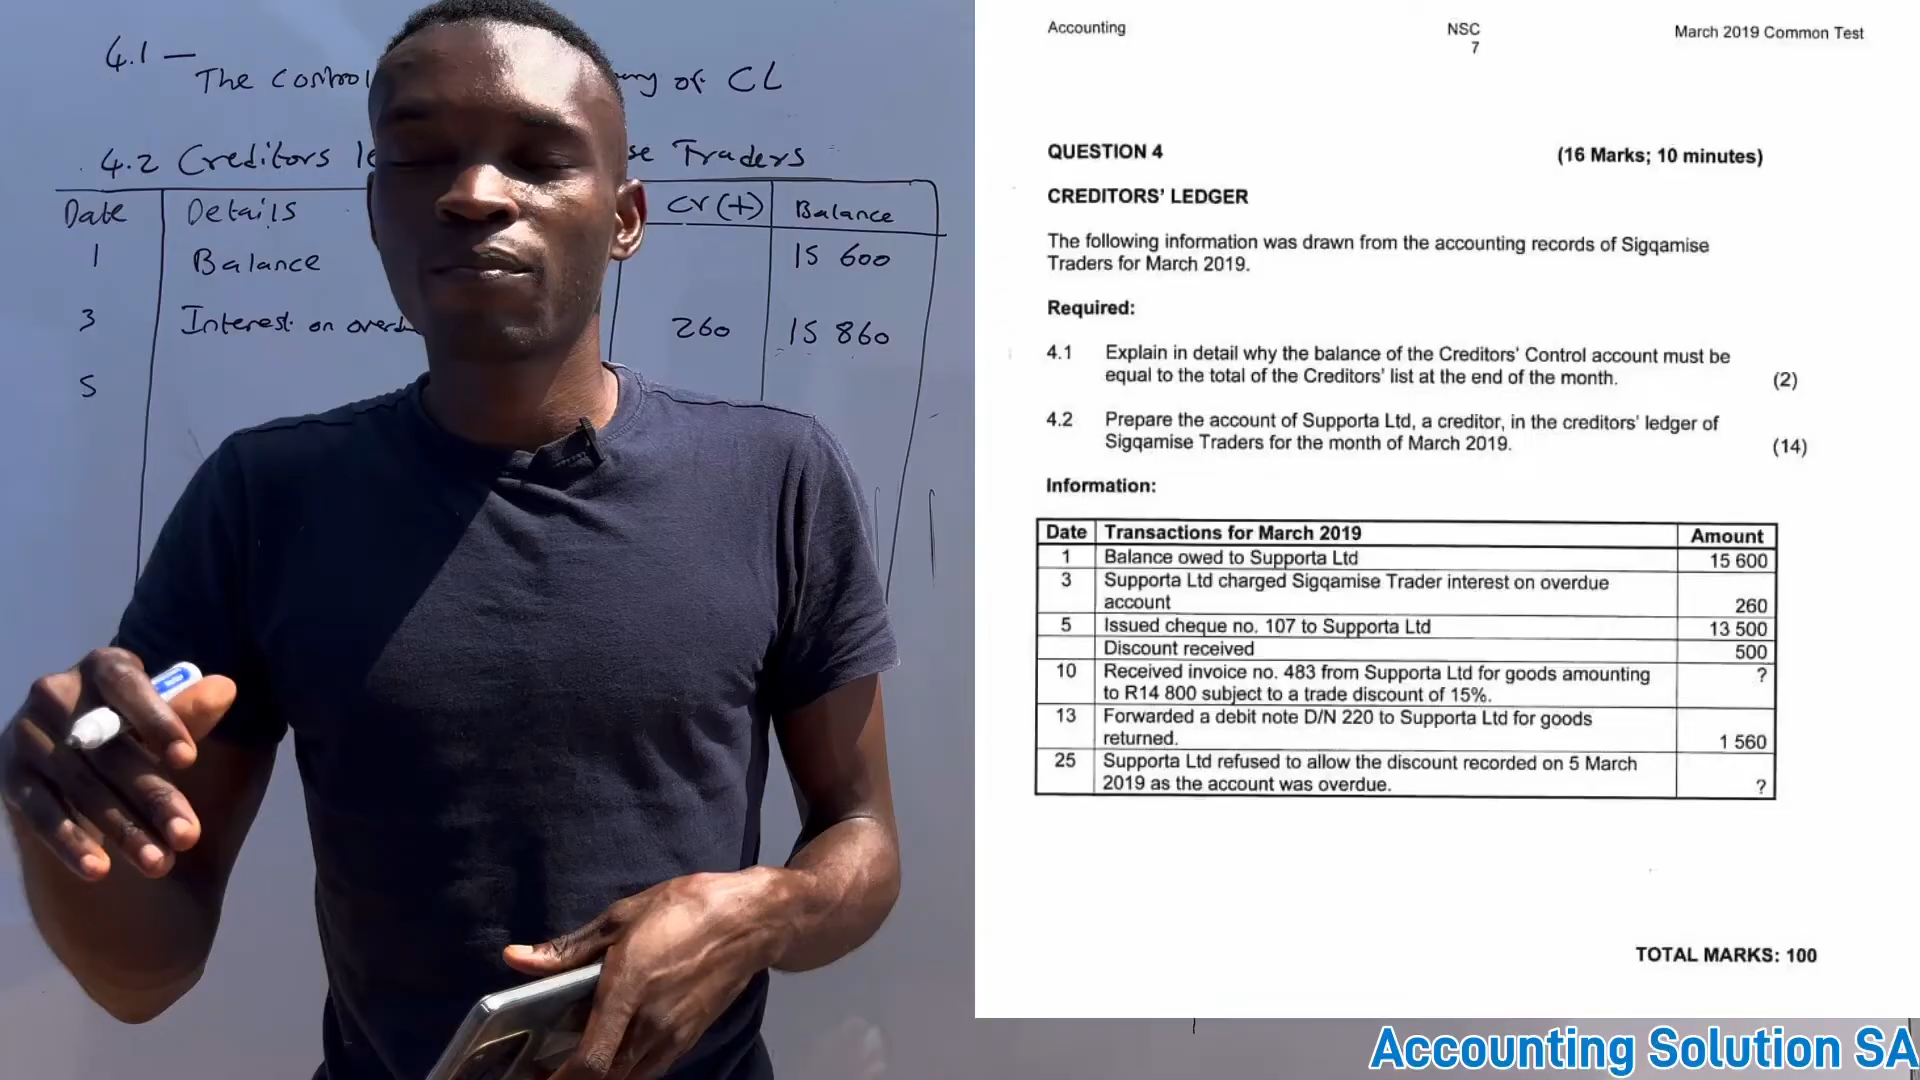 4.1 —
The Control of CL
4.2 Creditors Traders
Date Details Cr (+) Balance
1 Balance 15 600
3 Interest on 260 15 860
5
Accounting NSC March 2019 Common Test
7
QUESTION 4 (16 Marks; 10 minutes)
CREDITORS' LEDGER
The following information was drawn from the accounting records of Sigqamise
Traders for March 2019.
Required:
4.1 Explain in detail why the balance of the Creditors' Control account must be
equal to the total of the Creditors' list at the end of the month. (2)
4.2 Prepare the account of Supporta Ltd, a creditor, in the creditors' ledger of
Sigqamise Traders for the month of March 2019. (14)
Information:
Date Transactions for March 2019 Amount
1 Balance owed to Supporta Ltd 15 600
3 Supporta Ltd charged Sigqamise Trader interest on overdue
account 260
5 Issued cheque no. 107 to Supporta Ltd 13 500
Discount received 500
10 Received invoice no. 483 from Supporta Ltd for goods amounting ?
to R14 800 subject to a trade discount of 15%.
13 Forwarded a debit note D/N 220 to Supporta Ltd for goods
returned. 1 560
25 Supporta Ltd refused to allow the discount recorded on 5 March
2019 as the account was overdue. ?
TOTAL MARKS: 100
Accounting Solution SA